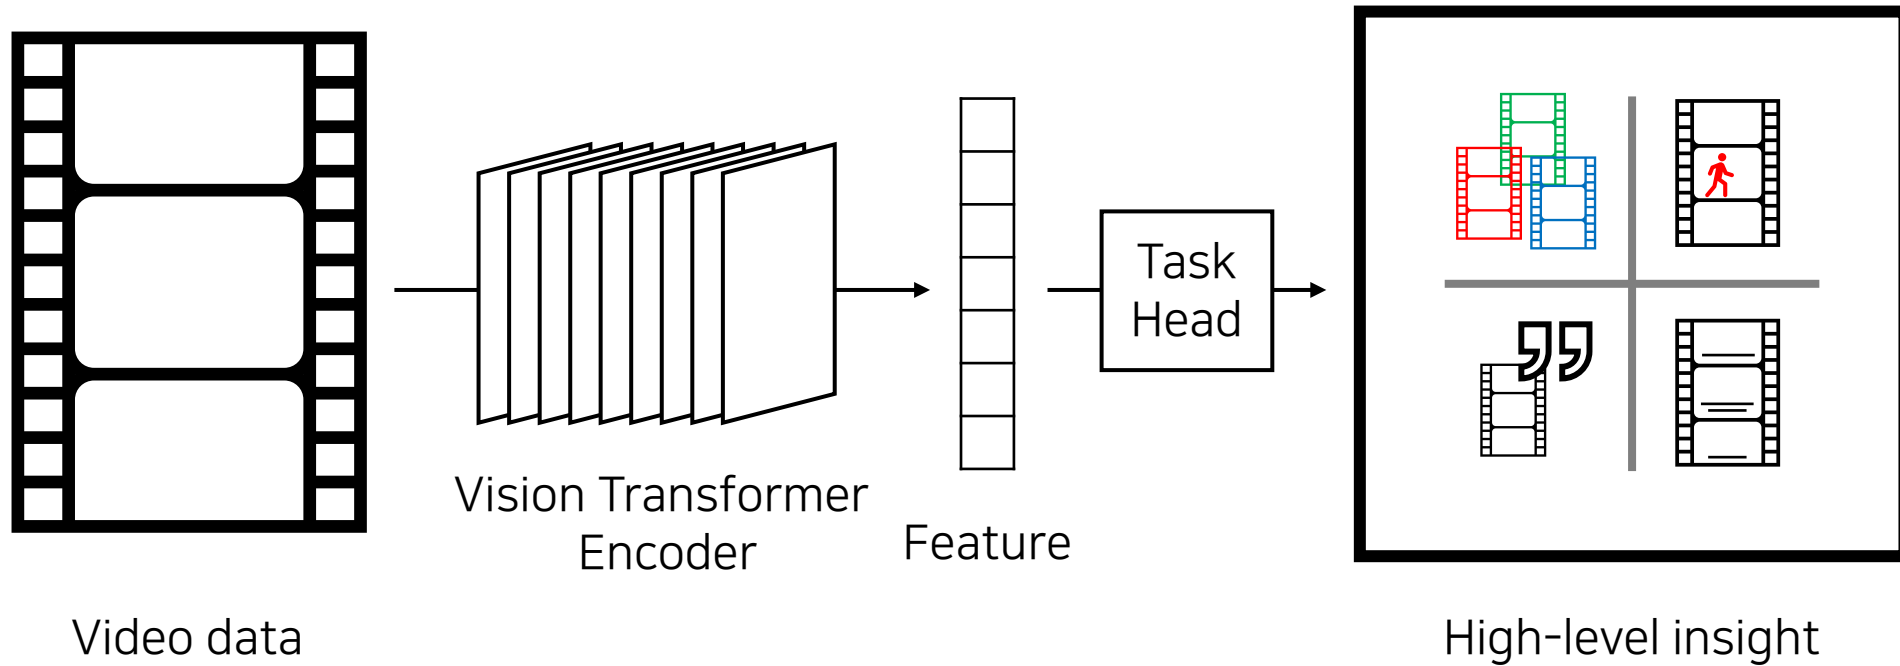 Video data
Vision Transformer
Encoder
Feature
Task
Head
High-level insight